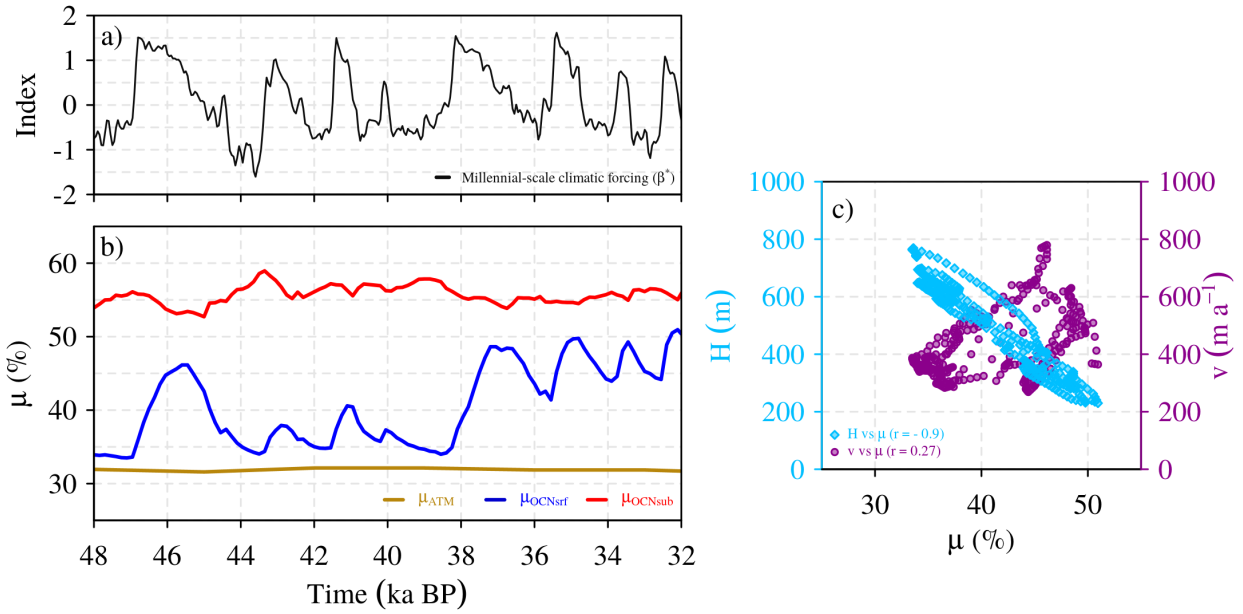 a)
2
1
0
-1
-2
Index
Millennial-scale climatic forcing (β*)
b)
60
50
40
30
μ (%)
μATM
μOCNsrf
μOCNsub
48 46 44 42 40 38 36 34 32
Time (ka BP)
c)
1000
800
600
400
200
0
H (m)
1000
800
600
400
200
0
v (m a⁻¹)
H vs μ (r = - 0.9)
v vs μ (r = 0.27)
30 40 50
μ (%)